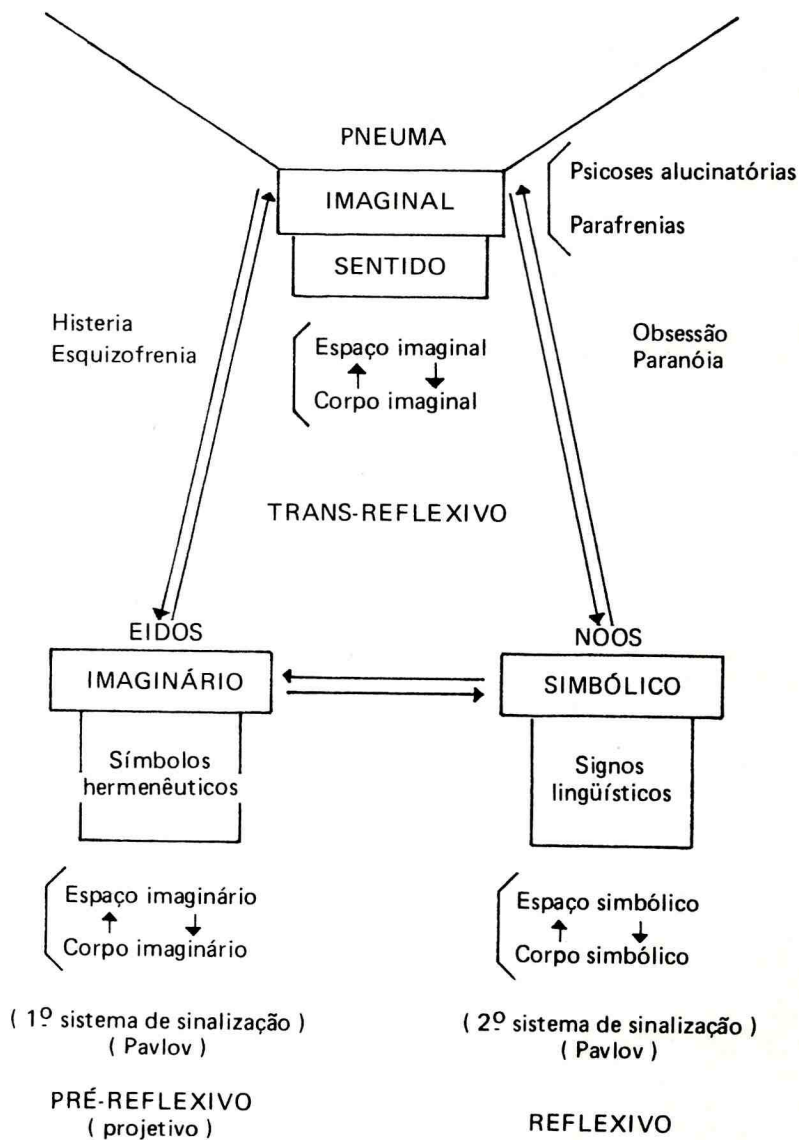 PNEUMA
IMAGINAL
SENTIDO
Psicoses alucinatórias
Parafrenias
Histeria
Esquizofrenia
Espaço imaginal
Corpo imaginal
Obsessão
Paranóia
TRANS-REFLEXIVO
EIDOS
IMAGINÁRIO
Símbolos
hermenêuticos
NOOS
SIMBÓLICO
Signos
lingüísticos
Espaço imaginário
Corpo imaginário
Espaço simbólico
Corpo simbólico
( 1º sistema de sinalização )
( Pavlov )
( 2º sistema de sinalização )
( Pavlov )
PRÉ-REFLEXIVO
( projetivo )
REFLEXIVO